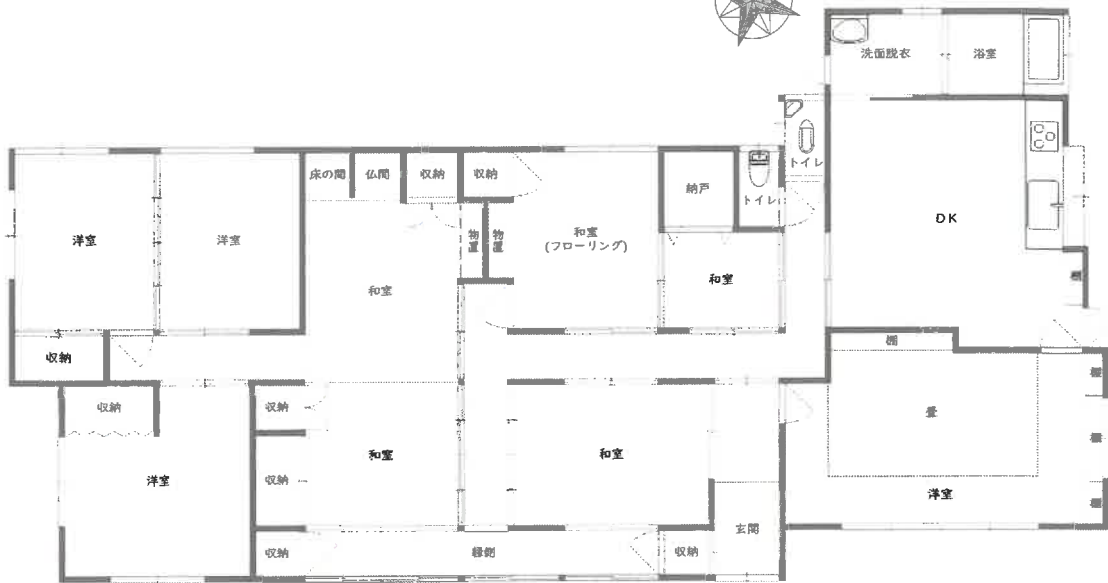 洗面脱衣
浴室
トイレ
DK
棚
床の間
仏間
収納
収納
納戸
トイレ
洋室
洋室
物置
物置
和室
(フローリング)
和室
和室
収納
棚
棚
畳
棚
棚
洋室
収納
収納
洋室
収納
和室
和室
玄関
収納
縁側
収納